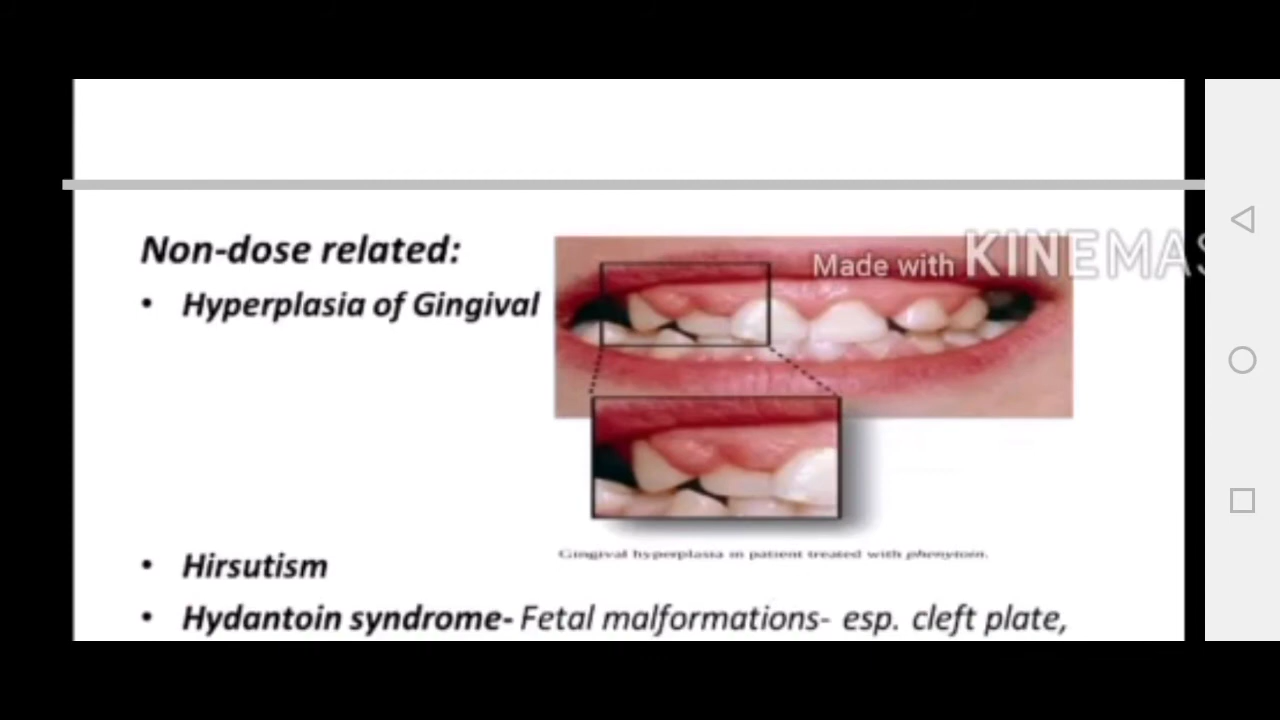 Non-dose related:
Made with KINEMAS
• Hyperplasia of Gingival
Gingival hyperplasia in patient treated with phenytoin.
• Hirsutism
• Hydantoin syndrome- Fetal malformations- esp. cleft plate,